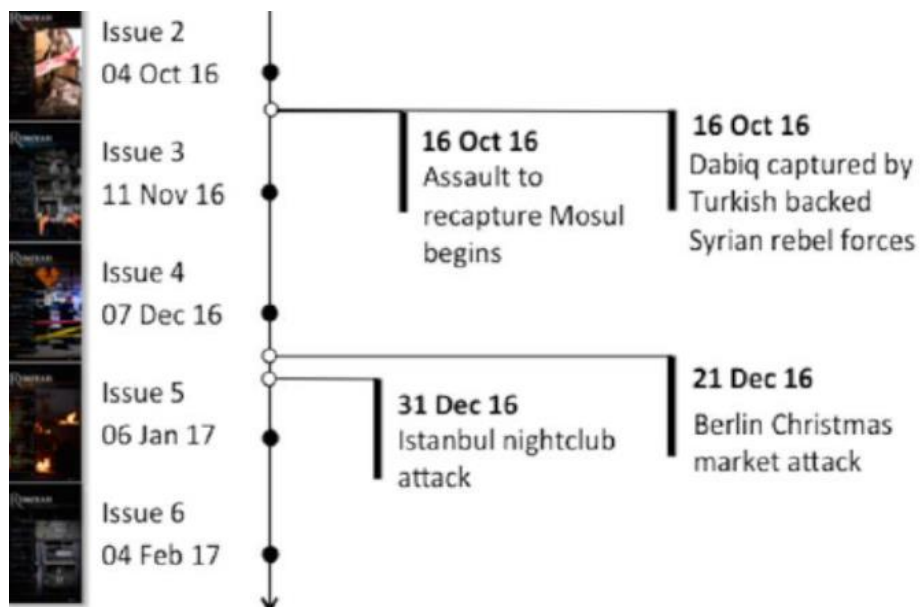 Issue 2
04 Oct 16
16 Oct 16
Assault to
recapture Mosul
begins
16 Oct 16
Dabiq captured by
Turkish backed
Syrian rebel forces
Issue 3
11 Nov 16
Issue 4
07 Dec 16
31 Dec 16
Istanbul nightclub
attack
21 Dec 16
Berlin Christmas
market attack
Issue 5
06 Jan 17
Issue 6
04 Feb 17